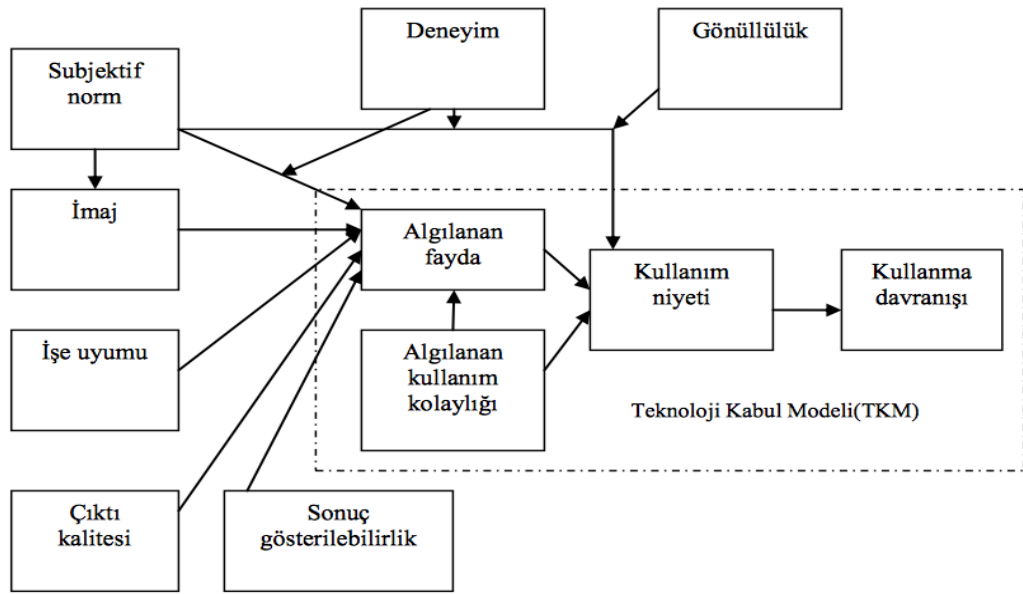 Deneyim
Gönüllülük
Subjektif
norm
İmaj
Algılanan
fayda
Kullanım
niyeti
Kullanma
davranışı
İşe uyumu
Algılanan
kullanım
kolaylığı
Teknoloji Kabul Modeli(TKM)
Çıktı
kalitesi
Sonuç
gösterilebilirlik